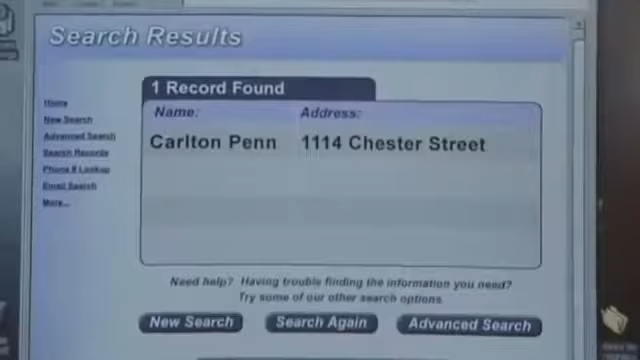 Search Results
1 Record Found
Name: Address:
Carlton Penn 1114 Chester Street
Home
New Search
Advanced Search
Search Records
Phone # Lookup
Email Search
More...
Need help? Having trouble finding the information you need?
Try some of our other search options.
New Search Search Again Advanced Search